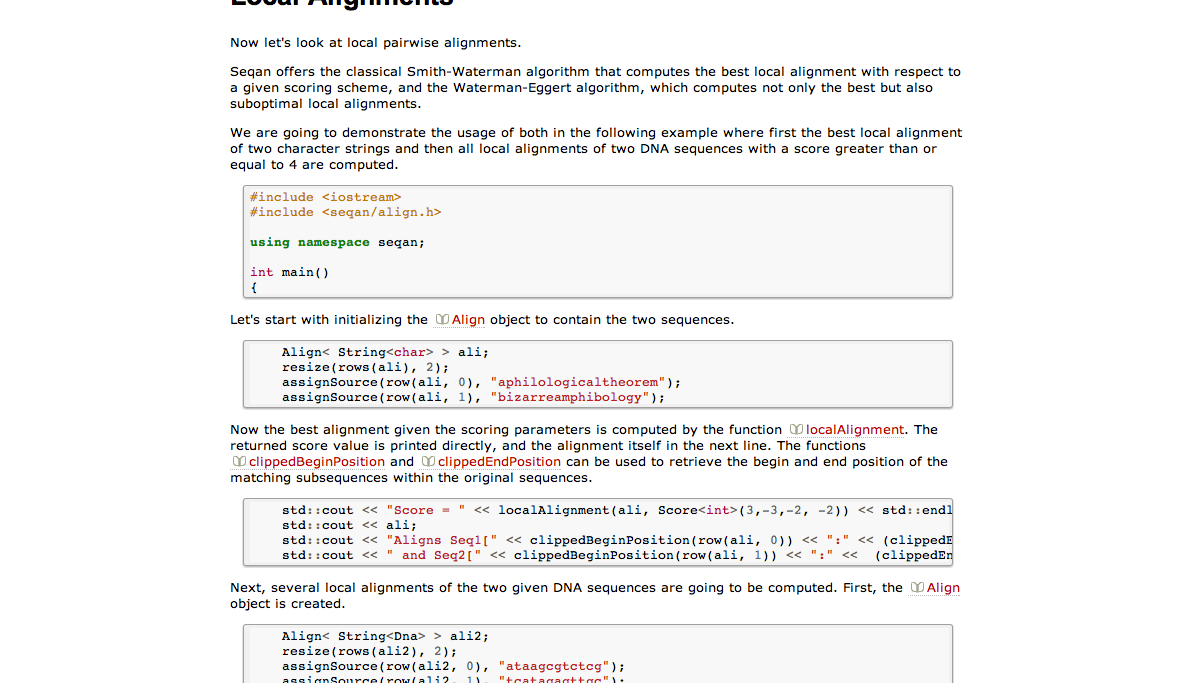 Local Alignments
Now let's look at local pairwise alignments.
Seqan offers the classical Smith-Waterman algorithm that computes the best local alignment with respect to
a given scoring scheme, and the Waterman-Eggert algorithm, which computes not only the best but also
suboptimal local alignments.
We are going to demonstrate the usage of both in the following example where first the best local alignment
of two character strings and then all local alignments of two DNA sequences with a score greater than or
equal to 4 are computed.
#include <iostream>
#include <seqan/align.h>
using namespace seqan;
int main()
{
Let's start with initializing the Align object to contain the two sequences.
Align< String<char> > ali;
resize(rows(ali), 2);
assignSource(row(ali, 0), "aphilologicaltheorem");
assignSource(row(ali, 1), "bizarreamphibology");
Now the best alignment given the scoring parameters is computed by the function localAlignment. The
returned score value is printed directly, and the alignment itself in the next line. The functions
clippedBeginPosition and clippedEndPosition can be used to retrieve the begin and end position of the
matching subsequences within the original sequences.
std::cout << "Score = " << localAlignment(ali, Score<int>(3,-3,-2, -2)) << std::endl
std::cout << ali;
std::cout << "Aligns Seq1[" << clippedBeginPosition(row(ali, 0)) << ":" << (clippedE
std::cout << " and Seq2[" << clippedBeginPosition(row(ali, 1)) << ":" << (clippedEn
Next, several local alignments of the two given DNA sequences are going to be computed. First, the Align
object is created.
Align< String<Dna> > ali2;
resize(rows(ali2), 2);
assignSource(row(ali2, 0), "ataagcgtctcg");
assignSource(row(ali2, 1), "tcatagagttgc");